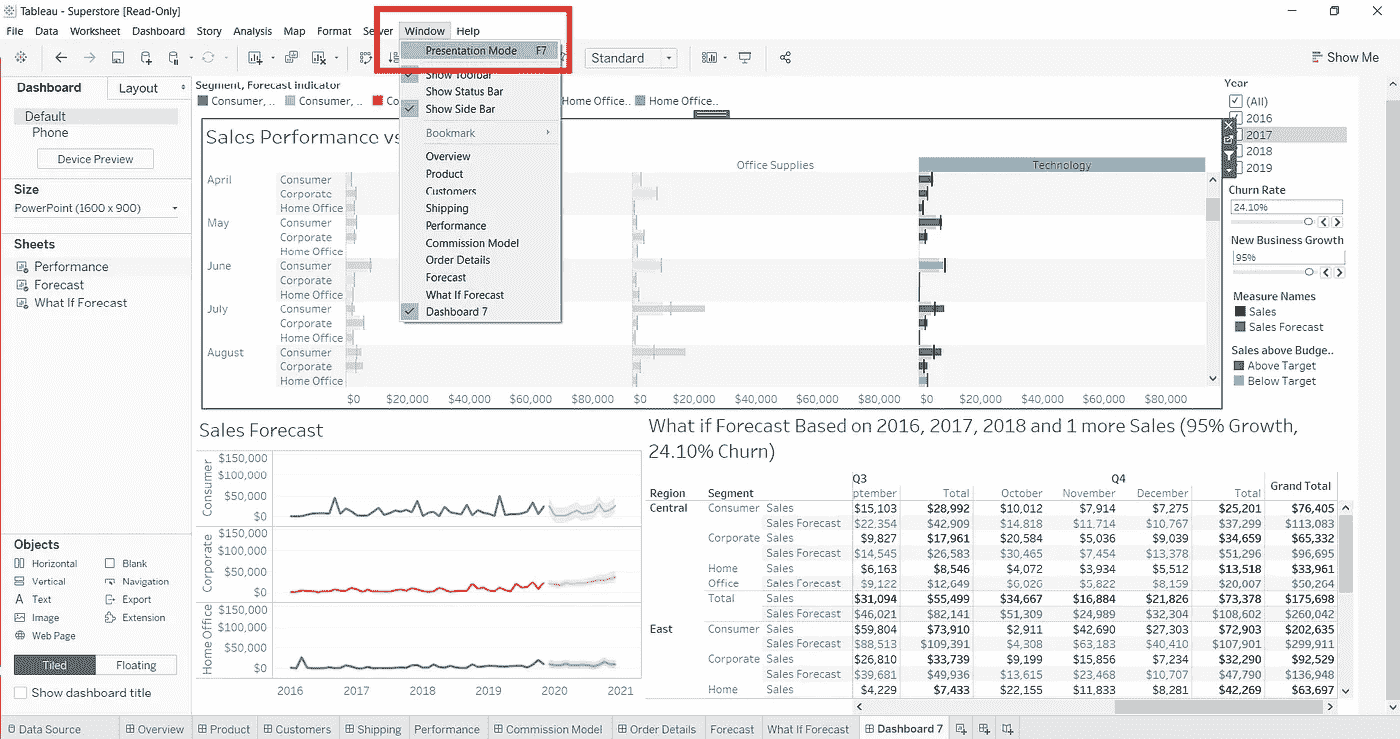 Tableau - Superstore [Read-Only]
File Data Worksheet Dashboard Story Analysis Map Format Server Window Help
Standard
Show Me
Presentation Mode F7
Show Toolbar
Show Status Bar
Show Side Bar
Bookmark
Overview
Product
Customers
Shipping
Performance
Commission Model
Order Details
Forecast
What If Forecast
Dashboard 7
Dashboard Layout
Default
Phone
Device Preview
Size
PowerPoint (1600 x 900)
Sheets
Performance
Forecast
What If Forecast
Objects
Horizontal Blank
Vertical Navigation
Text Export
Image Extension
Web Page
Tiled Floating
Show dashboard title
Segment, Forecast indicator
Consumer, .. Consumer, .. Co Home Office.. Home Office..
Sales Performance vs
Office Supplies Technology
April Consumer
Corporate
Home Office
May Consumer
Corporate
Home Office
June Consumer
Corporate
Home Office
July Consumer
Corporate
Home Office
August Consumer
Corporate
Home Office
$0 $20,000 $40,000 $60,000 $80,000 $0 $20,000 $40,000 $60,000 $80,000 $0 $20,000 $40,000 $60,000 $80,000
Year
(All)
2016
2017
2018
2019
Churn Rate
24.10%
New Business Growth
95%
Measure Names
Sales
Sales Forecast
Sales above Budge..
Above Target
Below Target
Sales Forecast
Consumer
$150,000
$100,000
$50,000
$0
Corporate
$150,000
$100,000
$50,000
$0
Home Office
$150,000
$100,000
$50,000
$0
2016 2017 2018 2019 2020 2021
What if Forecast Based on 2016, 2017, 2018 and 1 more Sales (95% Growth,
24.10% Churn)
Q3 Q4
Region Segment ptember Total October November December Total Grand Total
Central Consumer Sales $15,103 $28,992 $10,012 $7,914 $7,275 $25,201 $76,405
Sales Forecast $22,354 $42,909 $14,818 $11,714 $10,767 $37,299 $113,083
Corporate Sales $9,827 $17,961 $20,584 $5,036 $9,039 $34,659 $65,332
Sales Forecast $14,545 $26,583 $30,465 $7,454 $13,378 $51,296 $96,695
Home Sales $6,163 $8,546 $4,072 $3,934 $5,512 $13,518 $33,961
Office Sales Forecast $9,122 $12,649 $6,026 $5,822 $8,159 $20,007 $50,264
Total Sales $31,094 $55,499 $34,667 $16,884 $21,826 $73,378 $175,698
Sales Forecast $46,021 $82,141 $51,309 $24,989 $32,304 $108,602 $260,042
East Consumer Sales $59,804 $73,910 $2,911 $42,690 $27,303 $72,903 $202,635
Sales Forecast $88,513 $109,391 $4,308 $63,183 $40,410 $107,901 $299,911
Corporate Sales $26,810 $33,739 $9,199 $15,856 $7,234 $32,290 $92,529
Sales Forecast $39,681 $49,936 $13,615 $23,468 $10,707 $47,790 $136,948
Home Sales $4,229 $7,433 $22,155 $11,833 $8,281 $42,269 $63,697
Data Source Overview Product Customers Shipping Performance Commission Model Order Details Forecast What If Forecast Dashboard 7